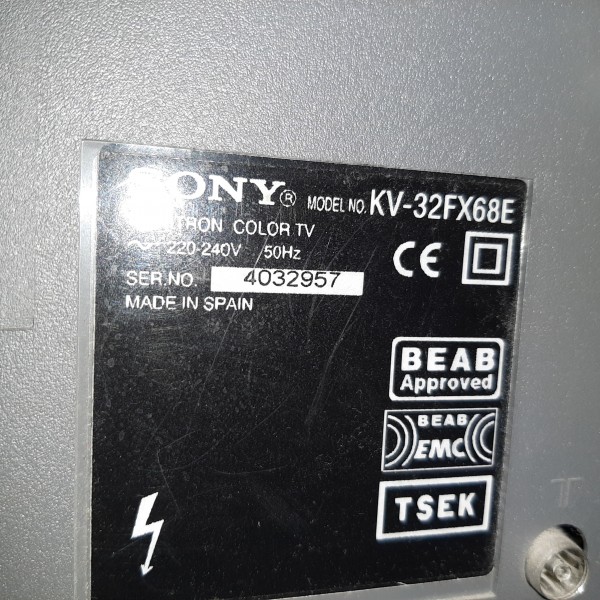 SONY® MODEL NO. KV-32FX68E
TRON COLOR TV
~ 220-240V 50Hz
CE
SER.NO. 4032957
MADE IN SPAIN
BEAB
Approved
BEAB
EMC
TSEK